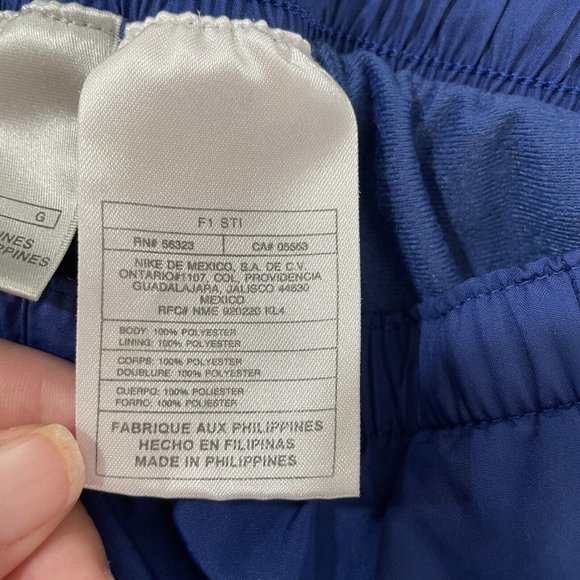 G
INES
PPINES
F1 STI
RN# 56323 CA# 05553
NIKE DE MEXICO, S.A. DE C.V.
ONTARIO#1107, COL. PROVIDENCIA
GUADALAJARA, JALISCO 44630
MEXICO
RFC# NME 920220 KL4
BODY: 100% POLYESTER
LINING: 100% POLYESTER
CORPS: 100% POLYESTER
DOUBLURE: 100% POLYESTER
CUERPO: 100% POLIESTER
FORRO: 100% POLIESTER
FABRIQUE AUX PHILIPPINES
HECHO EN FILIPINAS
MADE IN PHILIPPINES